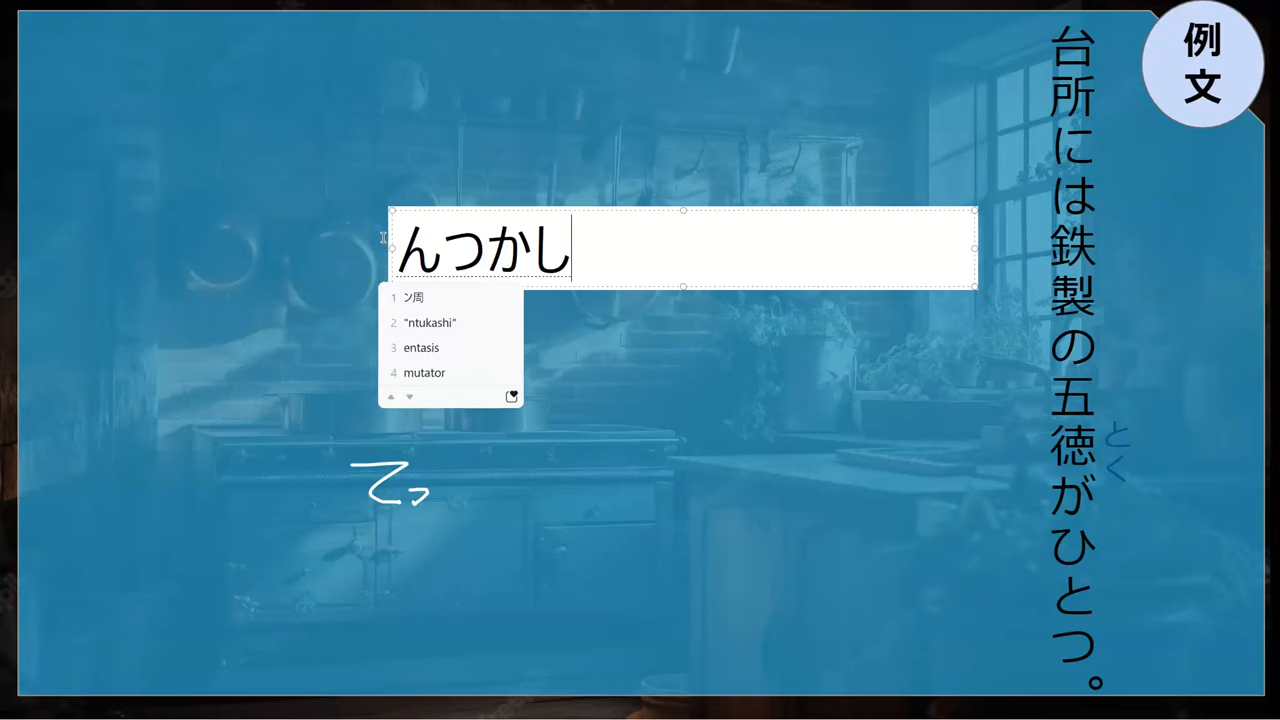 例
文
台所には鉄製の五徳がひとつ。
とく
んつかし
1 ン周
2 "ntukashi"
3 entasis
4 mutator
てっ